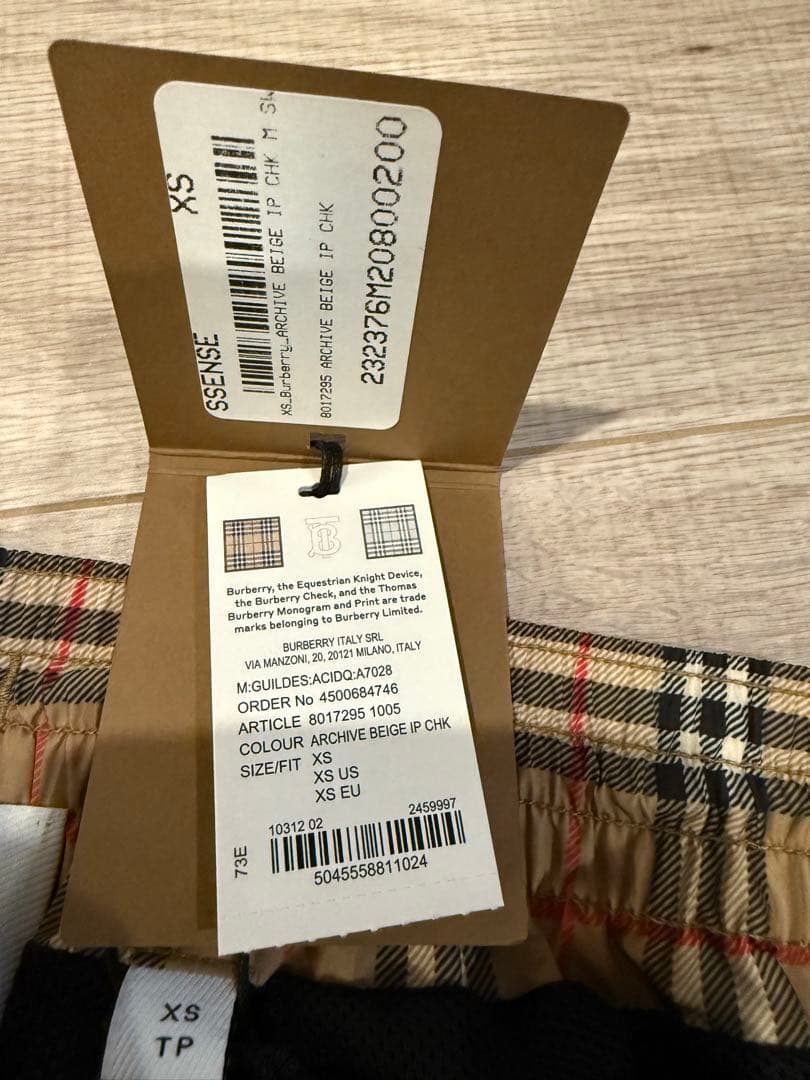 SSENSE XS
XS_Burberry_ARCHIVE BEIGE IP CHK M SW
8017295 ARCHIVE BEIGE IP CHK
232376M20800200
Burberry, the Equestrian Knight Device,
the Burberry Check, and the Thomas
Burberry Monogram and Print are trade
marks belonging to Burberry Limited.
BURBERRY ITALY SRL
VIA MANZONI, 20, 20121 MILANO, ITALY
M:GUILDES:ACIDQ:A7028
ORDER No 4500684746
ARTICLE 8017295 1005
COLOUR ARCHIVE BEIGE IP CHK
SIZE/FIT XS
XS US
XS EU
10312 02 2459997
73E
5045558811024
XS
TP